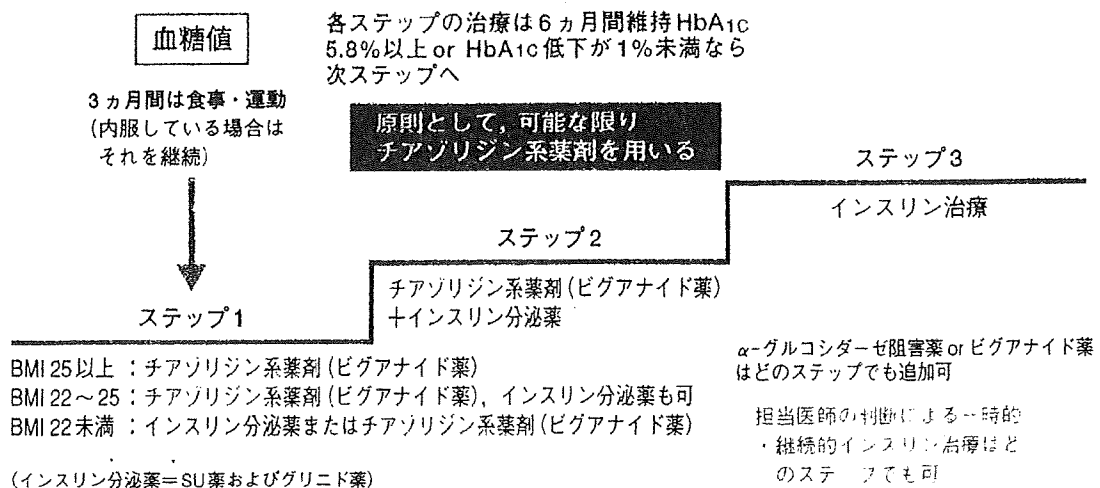 血糖値
各ステップの治療は6ヵ月間維持HbA1c
5.8%以上or HbA1c低下が1%未満なら
次ステップへ
3ヵ月間は食事・運動
(内服している場合は
それを継続)
原則として，可能な限り
チアゾリジン系薬剤を用いる
ステップ3
インスリン治療
ステップ2
チアゾリジン系薬剤(ビグアナイド薬)
＋インスリン分泌薬
ステップ1
BMI 25以上：チアゾリジン系薬剤(ビグアナイド薬)
BMI 22～25：チアゾリジン系薬剤(ビグアナイド薬)，インスリン分泌薬も可
BMI 22未満：インスリン分泌薬またはチアゾリジン系薬剤(ビグアナイド薬)
α-グルコシダーゼ阻害薬 or ビグアナイド薬
はどのステップでも追加可
担当医師の判断による一時的
・継続的インスリン治療はど
のステップでも可
(インスリン分泌薬＝SU薬およびグリニド薬)